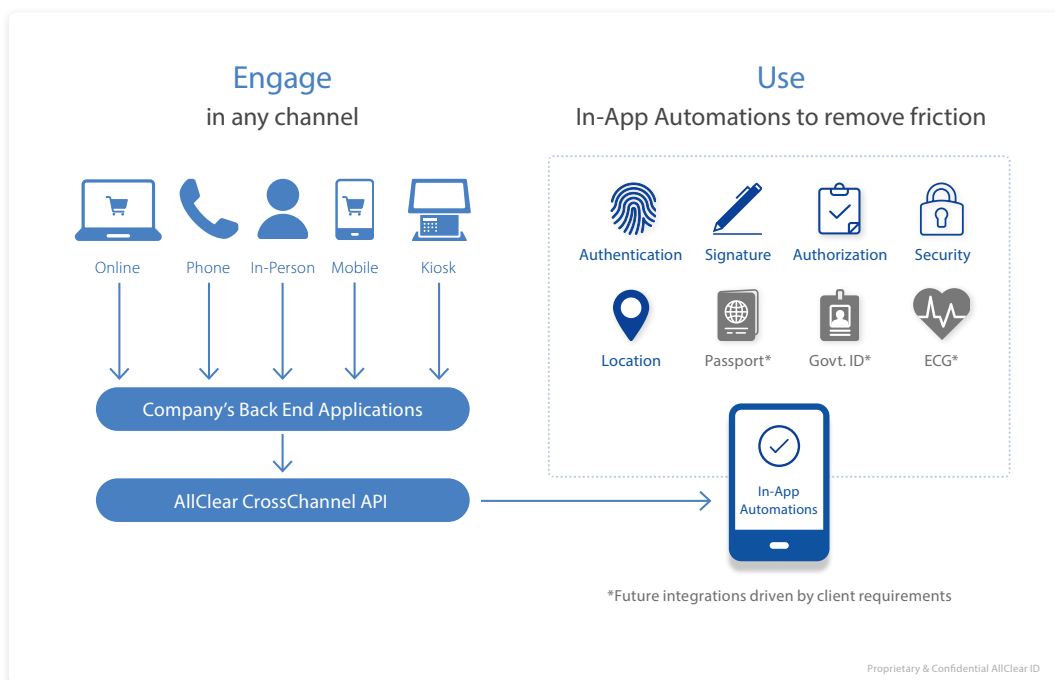 Engage
in any channel
Online
Phone
In-Person
Mobile
Kiosk
Company’s Back End Applications
AllClear CrossChannel API
Use
In-App Automations to remove friction
Authentication
Signature
Authorization
Security
Location
Passport*
Govt. ID*
ECG*
In-App
Automations
*Future integrations driven by client requirements
Proprietary & Confidential AllClear ID